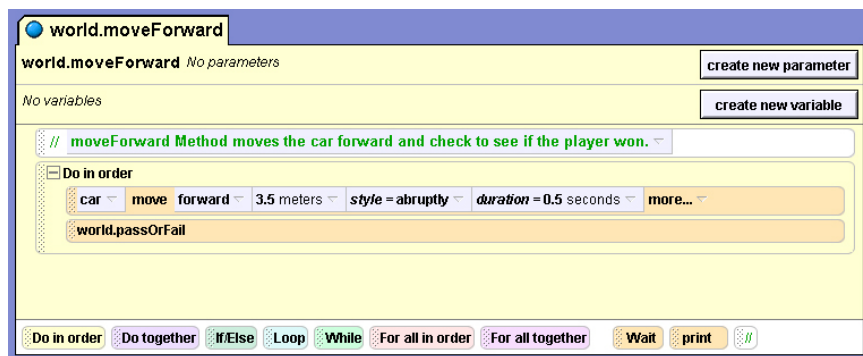 world.moveForward
world.moveForward No parameters
create new parameter
No variables
create new variable
// moveForward Method moves the car forward and check to see if the player won.
Do in order
car move forward 3.5 meters style = abruptly duration = 0.5 seconds more...
world.passOrFail
Do in order Do together If/Else Loop While For all in order For all together Wait print //